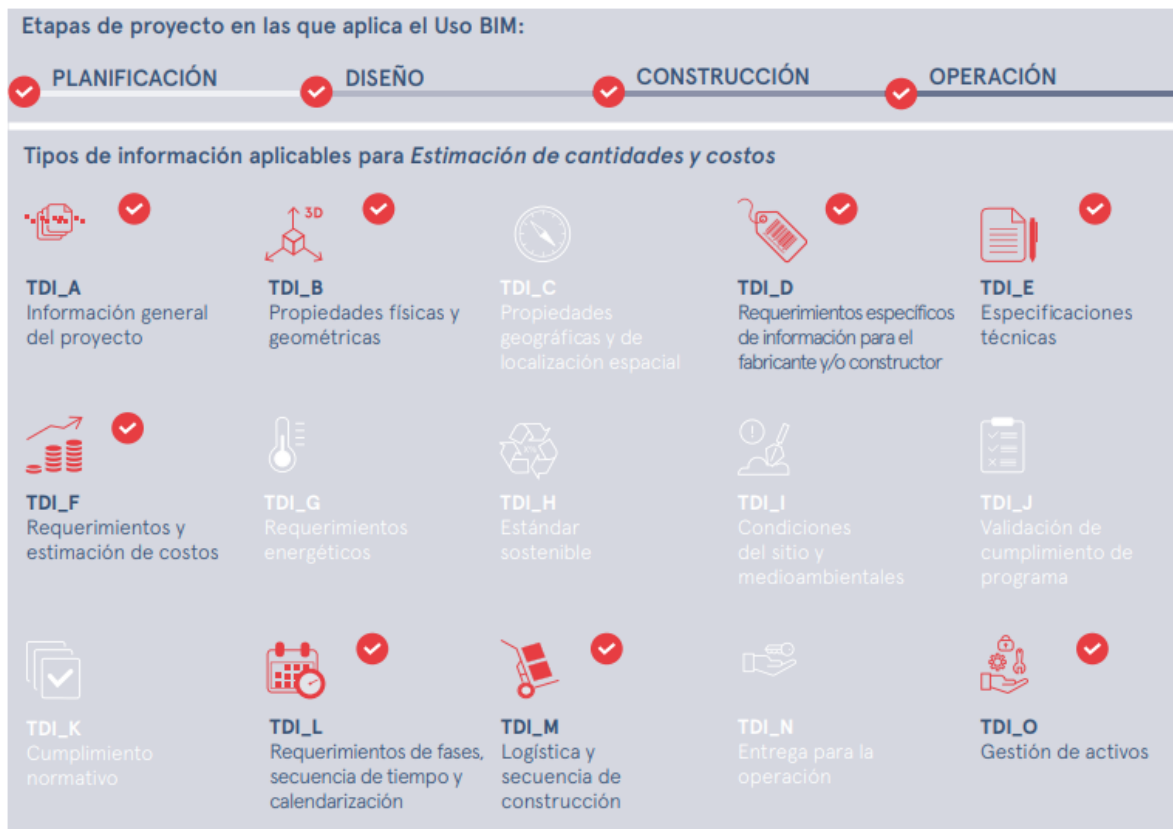 Etapas de proyecto en las que aplica el Uso BIM:
PLANIFICACIÓN
DISEÑO
CONSTRUCCIÓN
OPERACIÓN
Tipos de información aplicables para Estimación de cantidades y costos
TDI_A
Información general
del proyecto
3D
TDI_B
Propiedades físicas y
geométricas
TDI_C
Propiedades
geográficas y de
localización espacial
TDI_D
Requerimientos específicos
de información para el
fabricante y/o constructor
TDI_E
Especificaciones
técnicas
TDI_F
Requerimientos y
estimación de costos
TDI_G
Requerimientos
energéticos
TDI_H
Estándar
sostenible
TDI_I
Condiciones
del sitio y
medioambientales
TDI_J
Validación de
cumplimiento de
programa
TDI_K
Cumplimiento
normativo
TDI_L
Requerimientos de fases,
secuencia de tiempo y
calendarización
TDI_M
Logística y
secuencia de
construcción
TDI_N
Entrega para la
operación
TDI_O
Gestión de activos